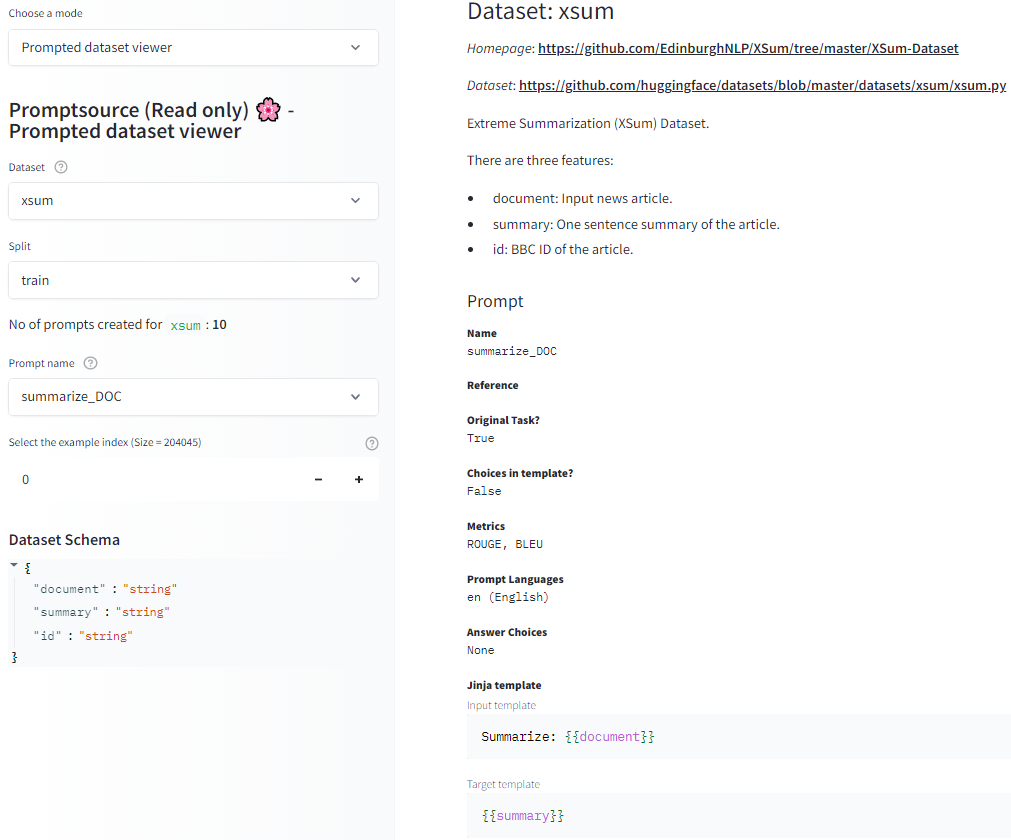 Choose a mode
Prompted dataset viewer
Promptsource (Read only) 🌸 -
Prompted dataset viewer
Dataset
xsum
Split
train
No of prompts created for xsum : 10
Prompt name
summarize_DOC
Select the example index (Size = 204045)
0
Dataset Schema
{
"document" : "string"
"summary" : "string"
"id" : "string"
}
Dataset: xsum
Homepage: https://github.com/EdinburghNLP/XSum/tree/master/XSum-Dataset
Dataset: https://github.com/huggingface/datasets/blob/master/datasets/xsum/xsum.py
Extreme Summarization (XSum) Dataset.
There are three features:
• document: Input news article.
• summary: One sentence summary of the article.
• id: BBC ID of the article.
Prompt
Name
summarize_DOC
Reference
Original Task?
True
Choices in template?
False
Metrics
ROUGE, BLEU
Prompt Languages
en (English)
Answer Choices
None
Jinja template
Input template
Summarize: {{document}}
Target template
{{summary}}